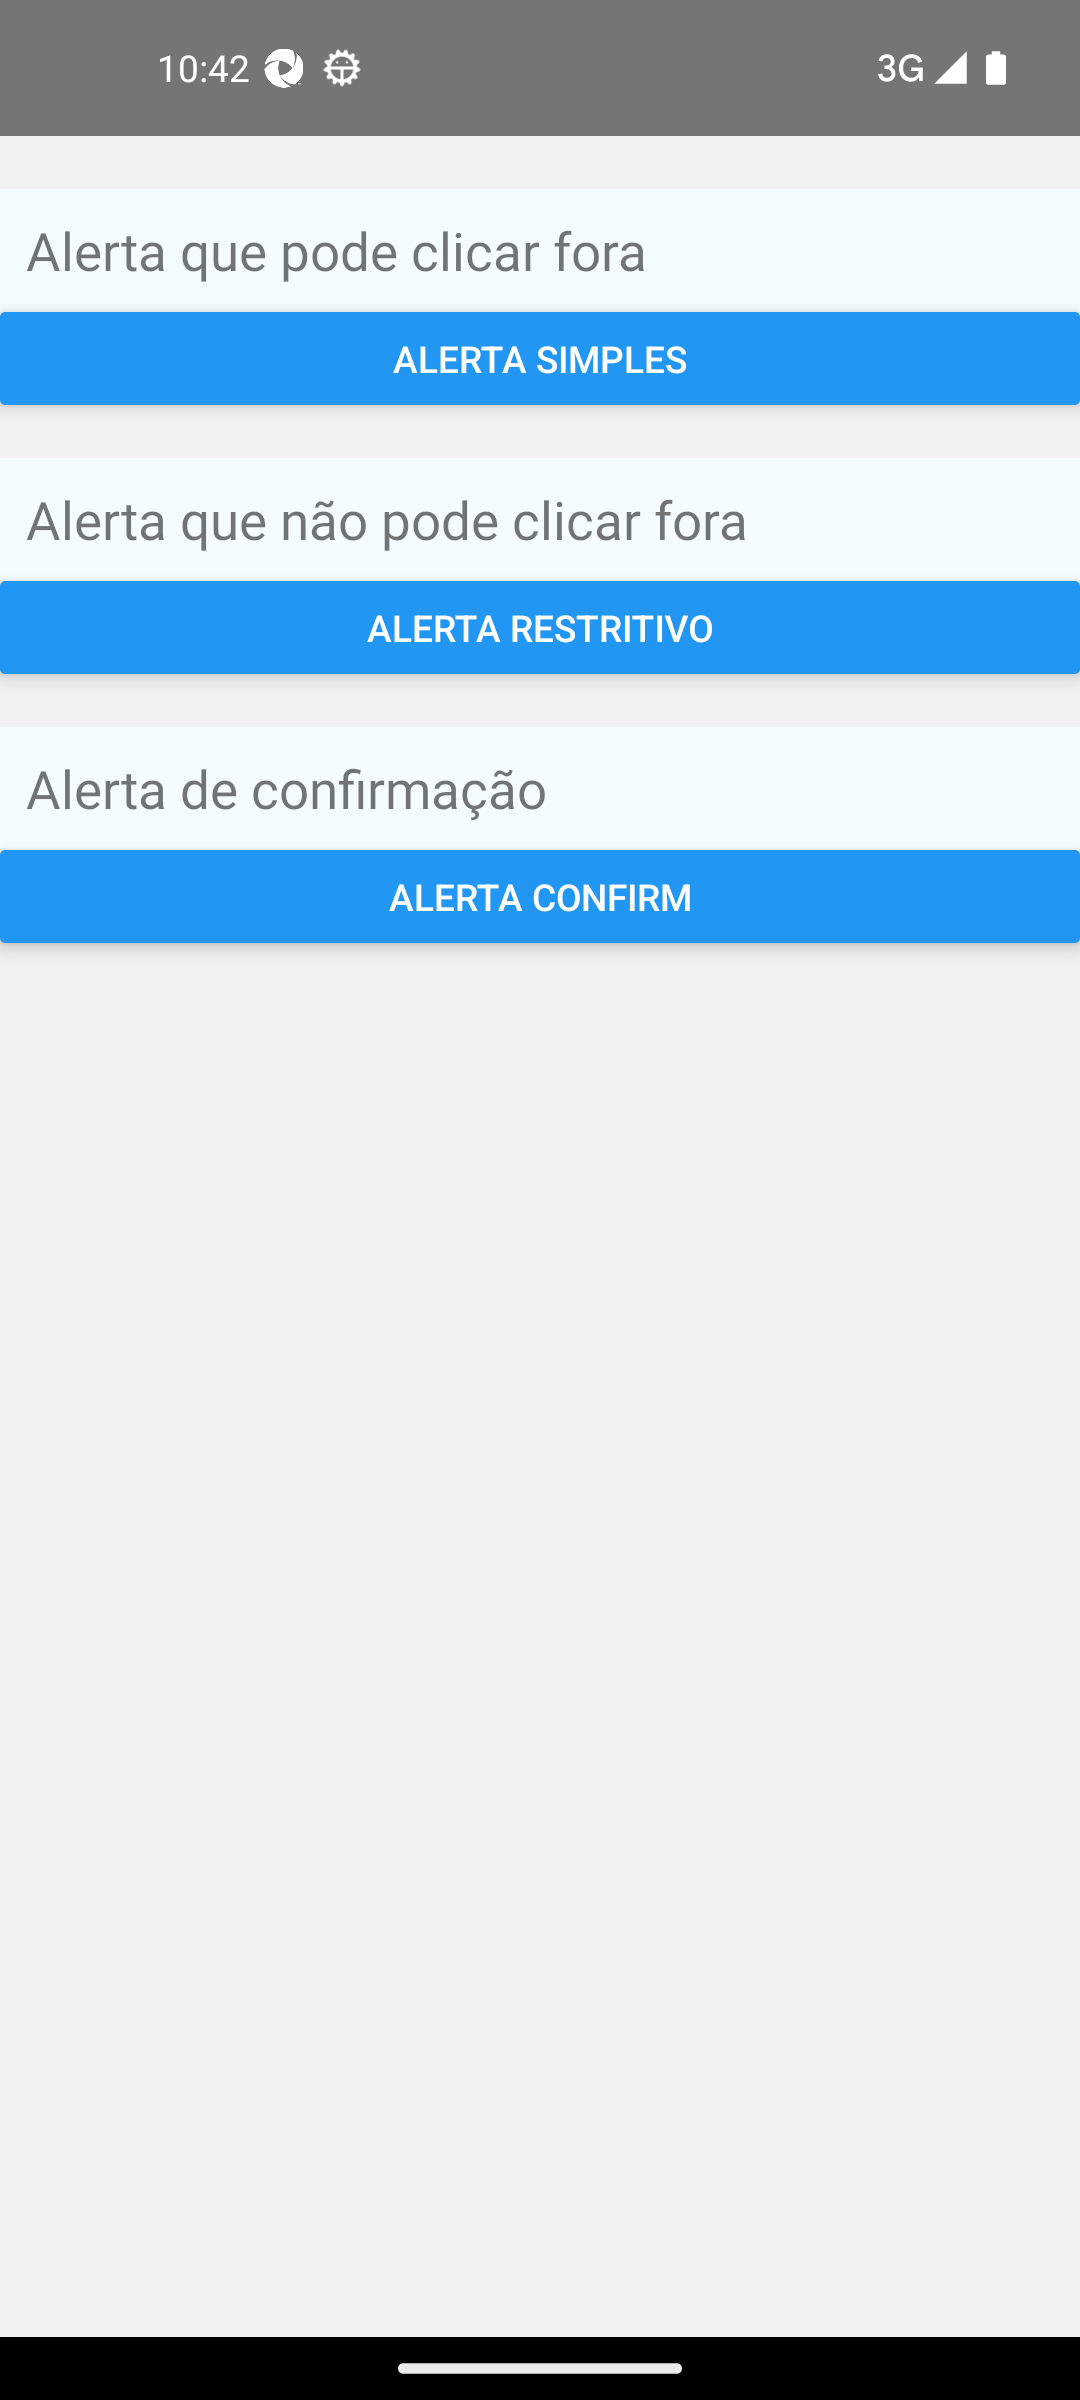 10:42
3G
Alerta que pode clicar fora
ALERTA SIMPLES
Alerta que não pode clicar fora
ALERTA RESTRITIVO
Alerta de confirmação
ALERTA CONFIRM